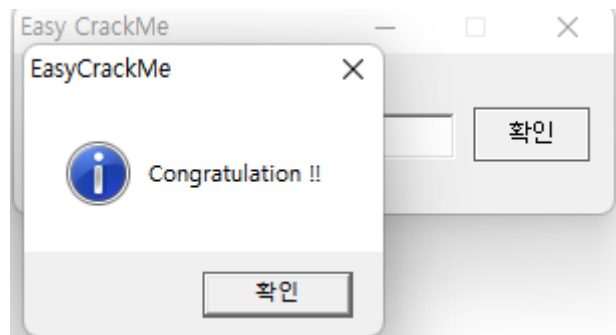 Easy CrackMe
EasyCrackMe
확인
Congratulation !!
확인